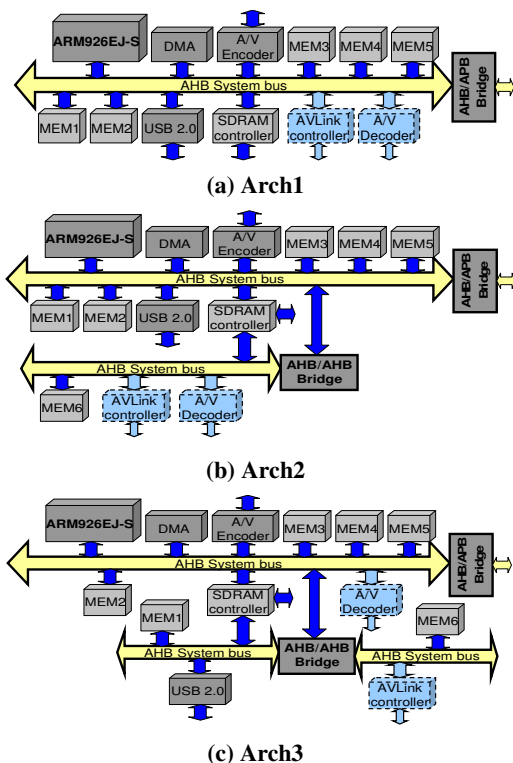 ARM926EJ-S
DMA
A/V
Encoder
MEM3
MEM4
MEM5
AHB System bus
AHB/APB
Bridge
MEM1
MEM2
USB 2.0
SDRAM
controller
AVLink
controller
A/V
Decoder
(a) Arch1
ARM926EJ-S
DMA
A/V
Encoder
MEM3
MEM4
MEM5
AHB System bus
AHB/APB
Bridge
MEM1
MEM2
USB 2.0
SDRAM
controller
AHB System bus
AHB/AHB
Bridge
MEM6
AVLink
controller
A/V
Decoder
(b) Arch2
ARM926EJ-S
DMA
A/V
Encoder
MEM3
MEM4
MEM5
AHB System bus
AHB/APB
Bridge
MEM2
MEM1
SDRAM
controller
A/V
Decoder
MEM6
AHB System bus
AHB/AHB
Bridge
AHB System bus
USB 2.0
AVLink
controller
(c) Arch3